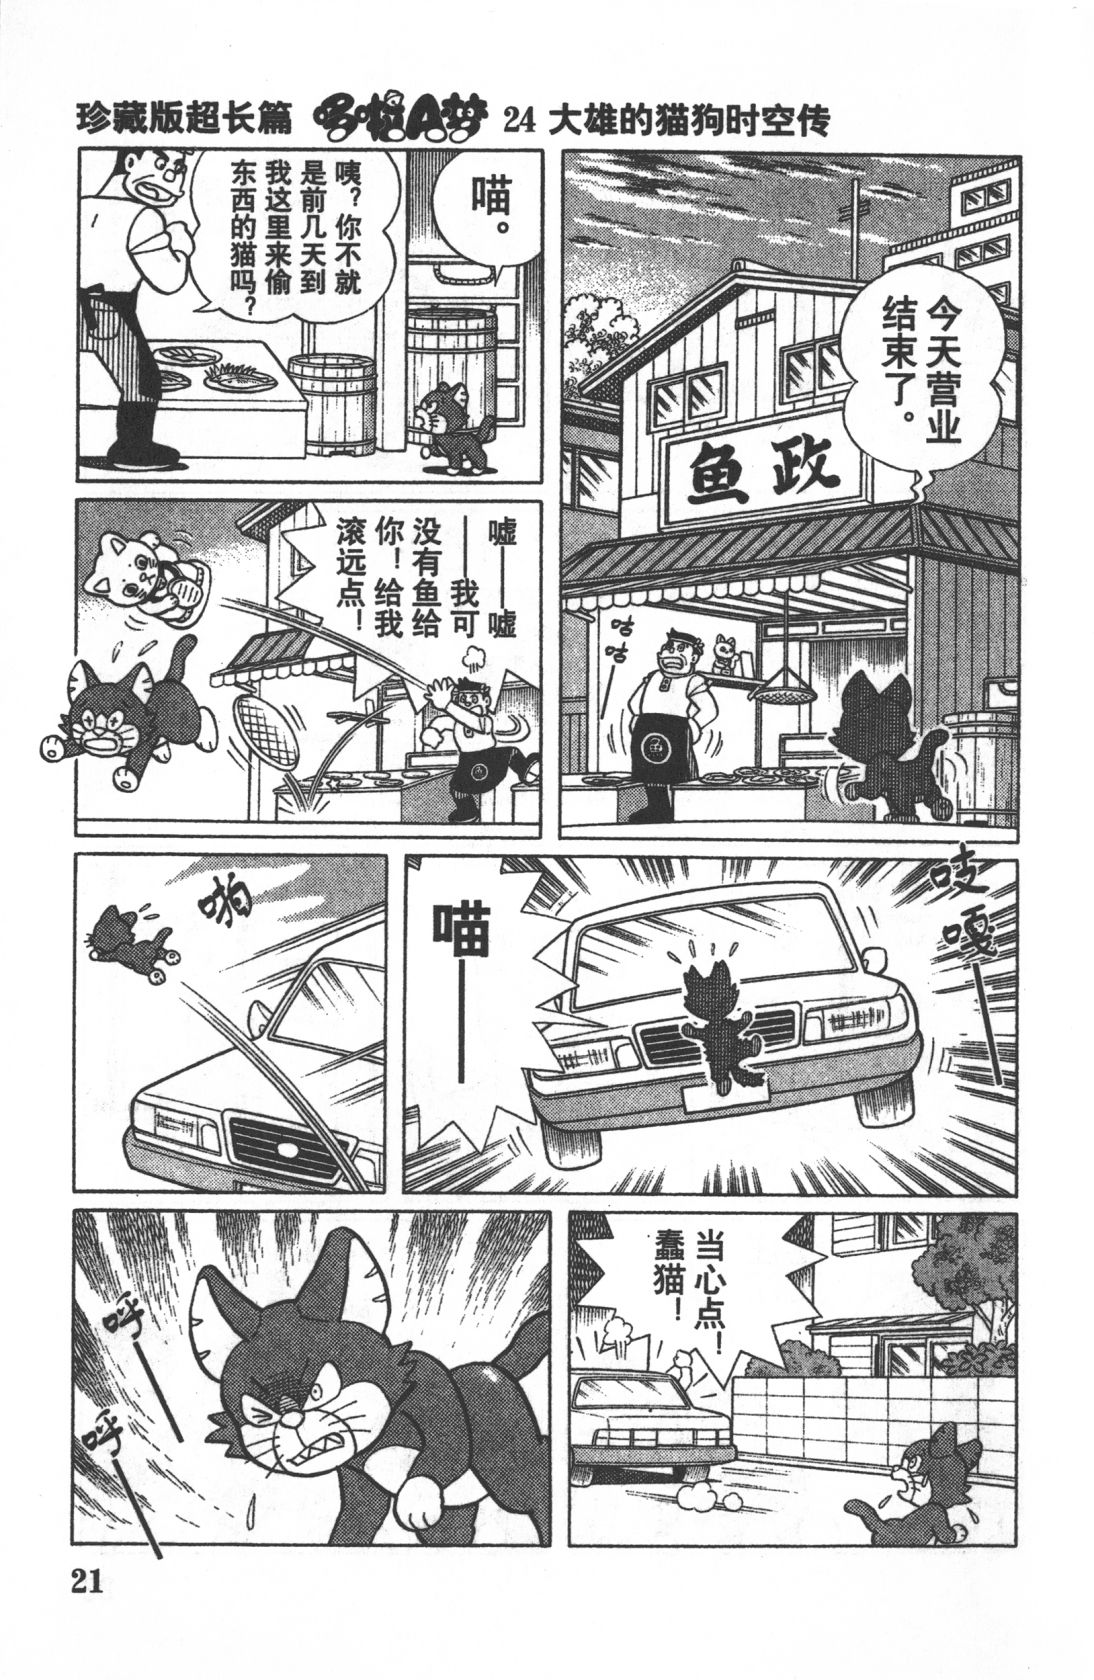 珍藏版超长篇 哆啦A梦 24 大雄的猫狗时空传
今天营业
结束了。
鱼政
咕
咕
喵。
咦？你不就
是前几天到
我这里来偷
东西的猫吗？
嘘——嘘
——我可
没有鱼给
你！给我
滚远点！
吱
嘎——
喵——
啪
当心点！
蠢猫！
呼——
呼——
21